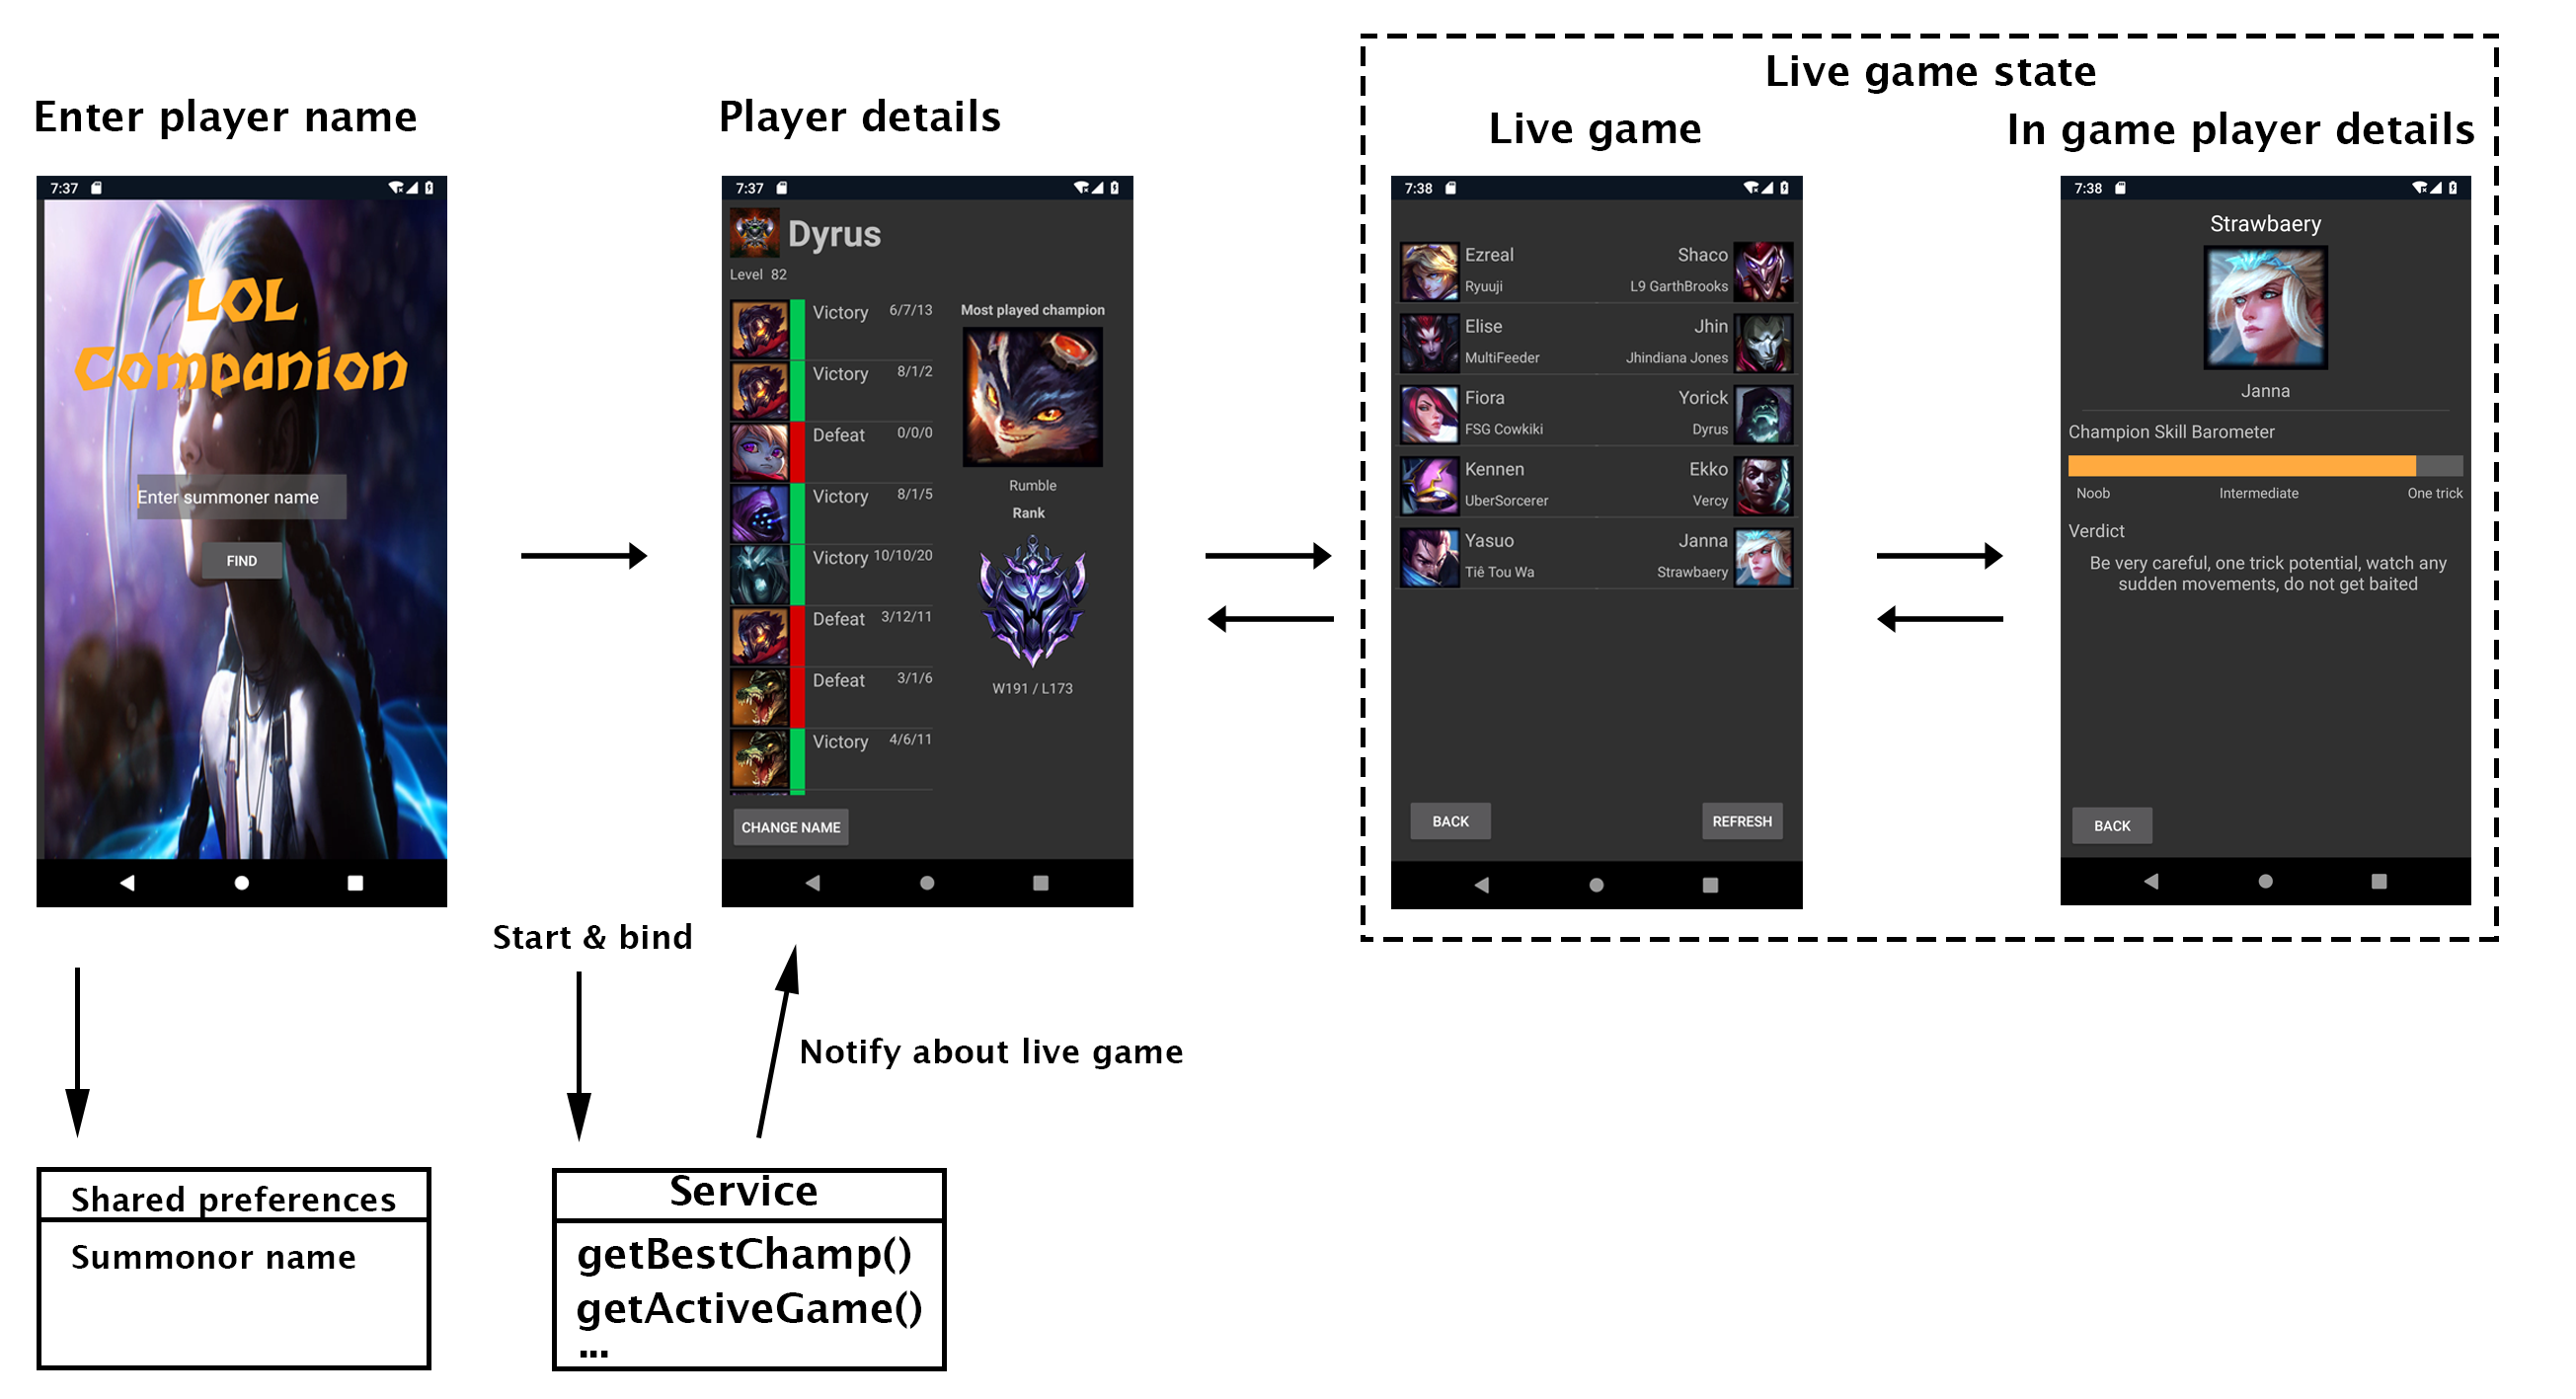 Live game state
Enter player name
Player details
Live game
In game player details
7:37
LOL
Companion
Enter summoner name
FIND
7:37
Dyrus
Level 82
Victory 6/7/13
Victory 8/1/2
Defeat 0/0/0
Victory 8/1/5
Victory 10/10/20
Defeat 3/12/11
Defeat 3/1/6
Victory 4/6/11
Most played champion
Rumble
Rank
W191 / L173
CHANGE NAME
7:38
Ezreal
Ryuuji
Shaco
L9 GarthBrooks
Elise
MultiFeeder
Jhin
Jhindiana Jones
Fiora
FSG Cowkiki
Yorick
Dyrus
Kennen
UberSorcerer
Ekko
Vercy
Yasuo
Tiê Tou Wa
Janna
Strawbaery
BACK
REFRESH
7:38
Strawbaery
Janna
Champion Skill Barometer
Noob Intermediate One trick
Verdict
Be very careful, one trick potential, watch any
sudden movements, do not get baited
BACK
Start & bind
Notify about live game
Shared preferences
Summonor name
Service
getBestChamp()
getActiveGame()
...